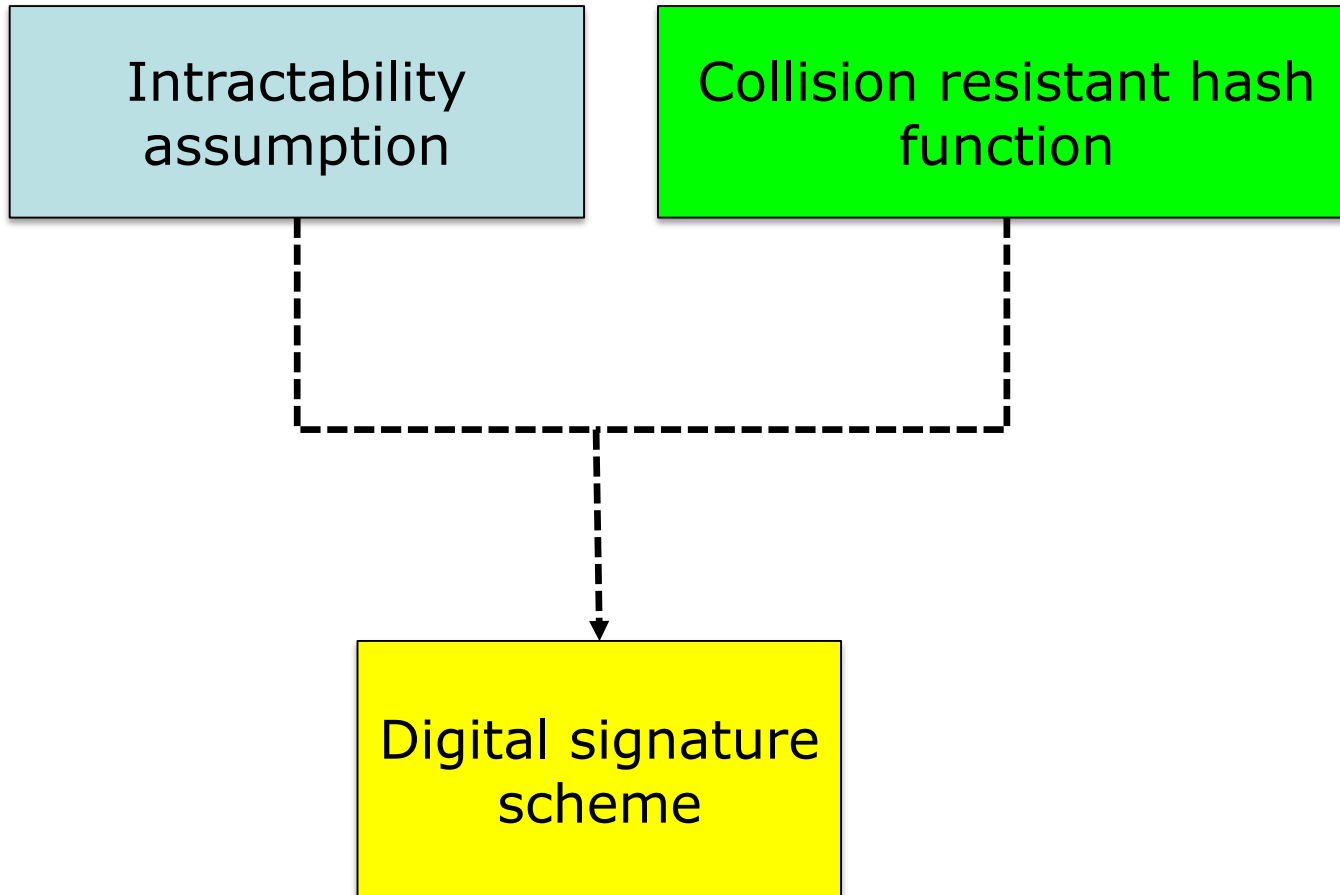 Intractability
assumption
Collision resistant hash
function
Digital signature
scheme